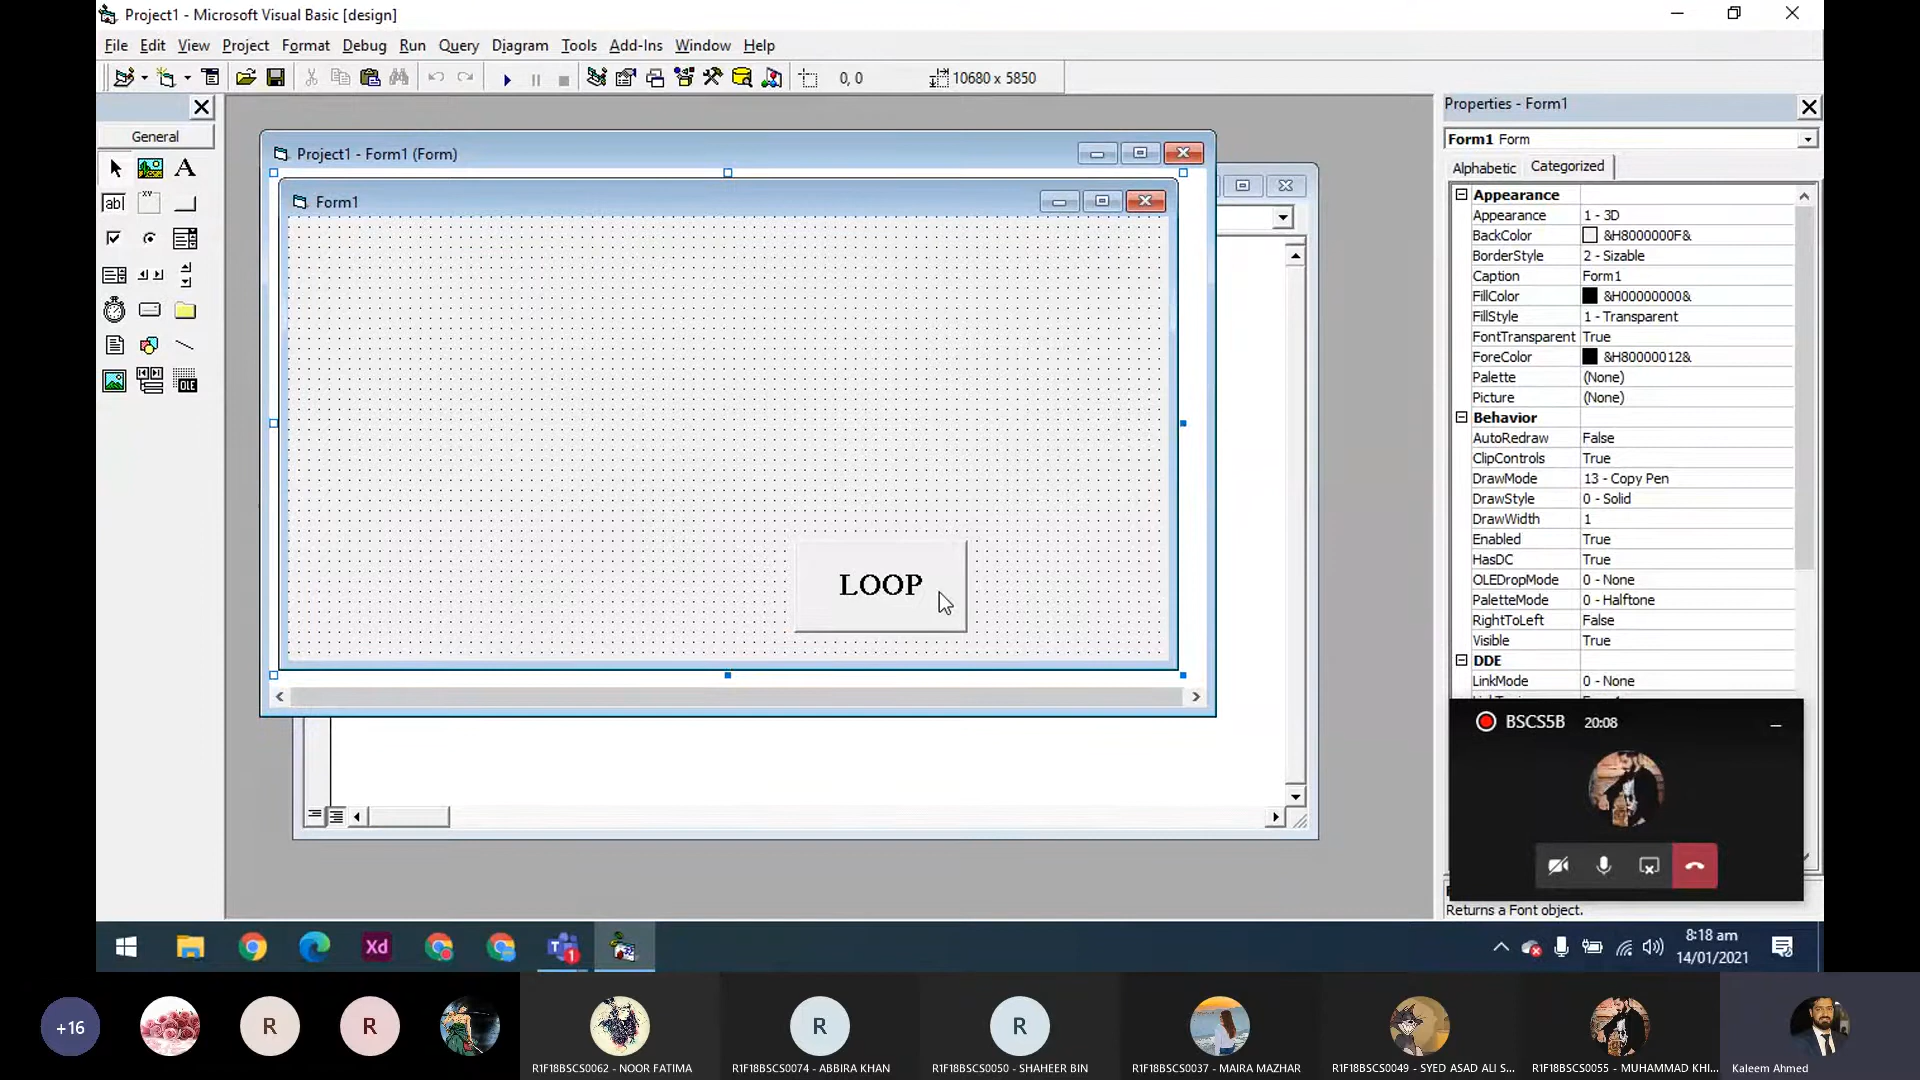 Project1 - Microsoft Visual Basic [design]
File Edit View Project Format Debug Run Query Diagram Tools Add-Ins Window Help
0, 0 10680 x 5850
General
A
ab
XY
OLE
Project1 - Form1 (Form)
Form1
LOOP
Properties - Form1
Form1 Form
Alphabetic Categorized
Appearance
Appearance 1 - 3D
BackColor &H8000000F&
BorderStyle 2 - Sizable
Caption Form1
FillColor &H00000000&
FillStyle 1 - Transparent
FontTransparent True
ForeColor &H80000012&
Palette (None)
Picture (None)
Behavior
AutoRedraw False
ClipControls True
DrawMode 13 - Copy Pen
DrawStyle 0 - Solid
DrawWidth 1
Enabled True
HasDC True
OLEDropMode 0 - None
PaletteMode 0 - Halftone
RightToLeft False
Visible True
DDE
LinkMode 0 - None
BSCS5B 20:08
Returns a Font object.
Xd
1
8:18 am
14/01/2021
+16
R
R
R
R
R1F18BSCS0062 - NOOR FATIMA
R1F18BSCS0074 - ABBIRA KHAN
R1F18BSCS0050 - SHAHEER BIN
R1F18BSCS0037 - MAIRA MAZHAR
R1F18BSCS0049 - SYED ASAD ALI S...
R1F18BSCS0055 - MUHAMMAD KHI...
Kaleem Ahmed